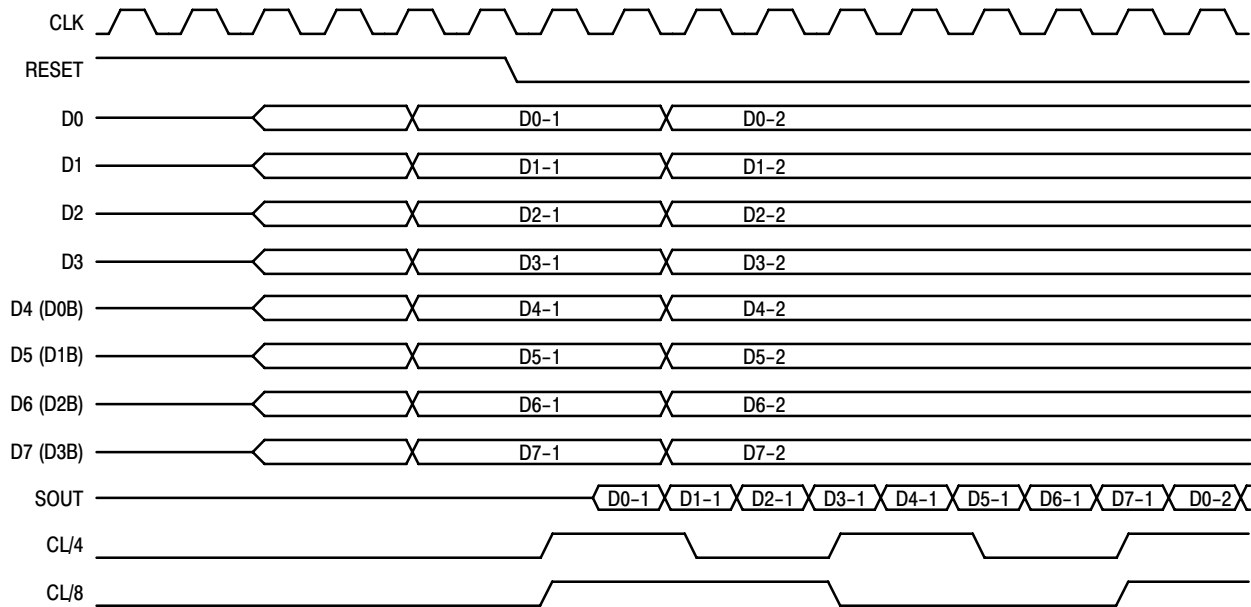 CLK
RESET
D0 D0-1 D0-2
D1 D1-1 D1-2
D2 D2-1 D2-2
D3 D3-1 D3-2
D4 (D0B) D4-1 D4-2
D5 (D1B) D5-1 D5-2
D6 (D2B) D6-1 D6-2
D7 (D3B) D7-1 D7-2
SOUT D0-1 D1-1 D2-1 D3-1 D4-1 D5-1 D6-1 D7-1 D0-2
CL/4
CL/8